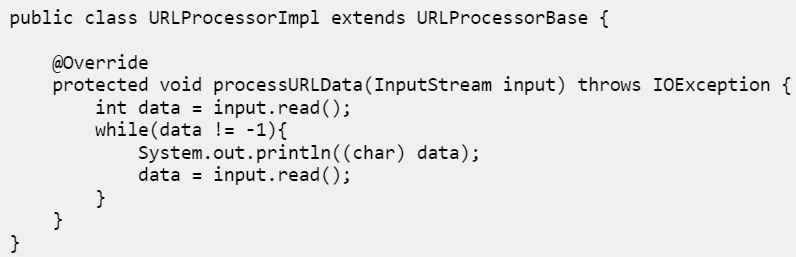 public class URLProcessorImpl extends URLProcessorBase {
    @Override
    protected void processURLData(InputStream input) throws IOException {
        int data = input.read();
        while(data != -1){
            System.out.println((char) data);
            data = input.read();
        }
    }
}